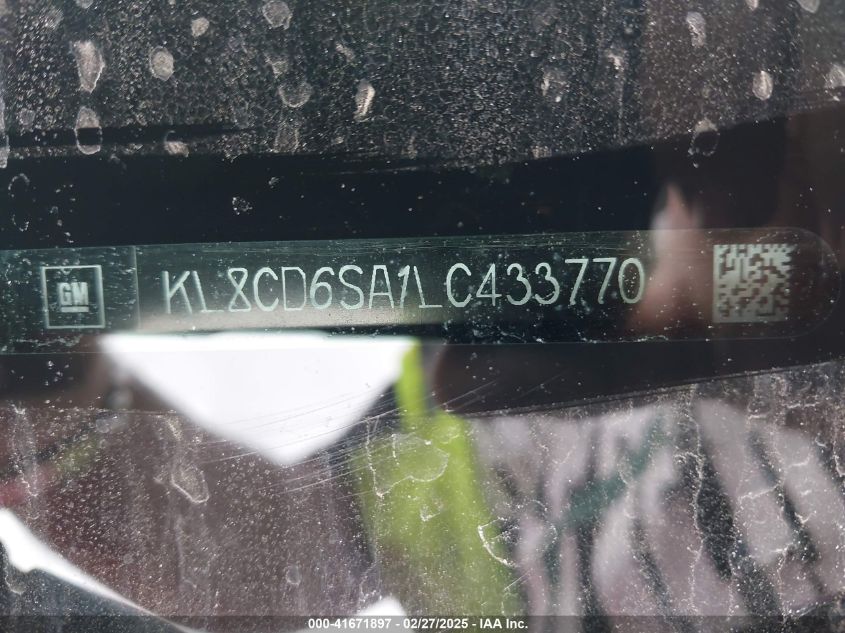 GM KL8CD6SA1LC433770
000-41671897 - 02/27/2025 - IAA Inc.